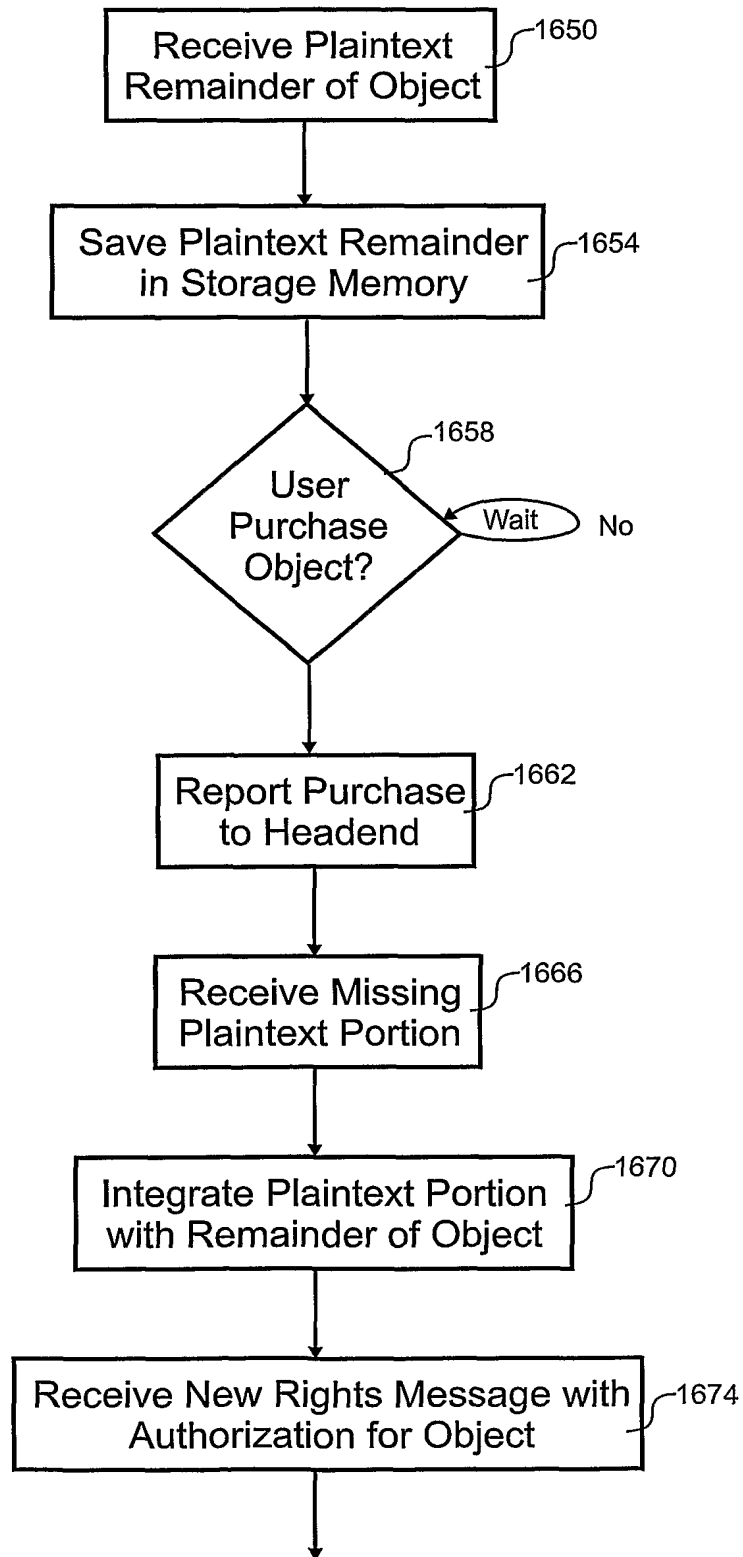 Receive Plaintext
Remainder of Object
1650
Save Plaintext Remainder
in Storage Memory
1654
1658
User
Purchase
Object?
Wait
No
Report Purchase
to Headend
1662
Receive Missing
Plaintext Portion
1666
Integrate Plaintext Portion
with Remainder of Object
1670
Receive New Rights Message with
Authorization for Object
1674